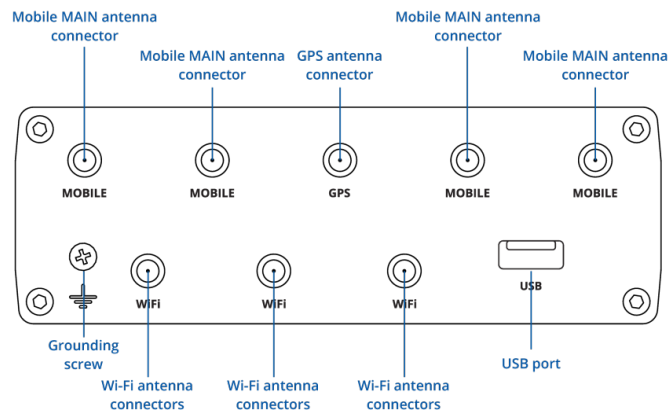 Mobile MAIN antenna
connector
Mobile MAIN antenna
connector
GPS antenna
connector
Mobile MAIN antenna
connector
Mobile MAIN antenna
connector
MOBILE
MOBILE
GPS
MOBILE
MOBILE
WiFi
WiFi
WiFi
USB
Grounding
screw
Wi-Fi antenna
connectors
Wi-Fi antenna
connectors
Wi-Fi antenna
connectors
USB port